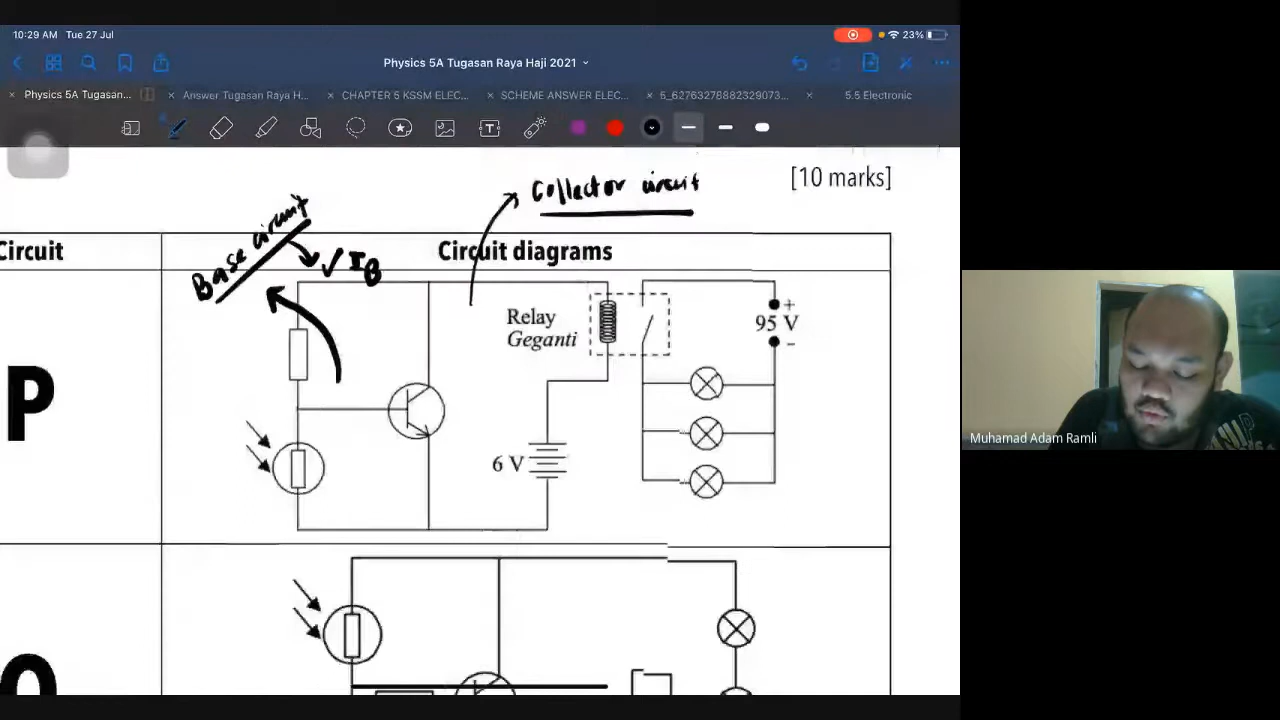 10:29 AM Tue 27 Jul
23%
Physics 5A Tugasan Raya Haji 2021
Physics 5A Tugasan...
Answer Tugasan Raya H...
CHAPTER 5 KSSM ELEC...
SCHEME ANSWER ELEC...
5_62763278882329073...
5.5 Electronic
[10 marks]
Collector circuit
Base circuit
Circuit
Circuit diagrams
✓ IB
Relay
Geganti
+
95 V
-
P
6 V
Q
Muhamad Adam Ramli